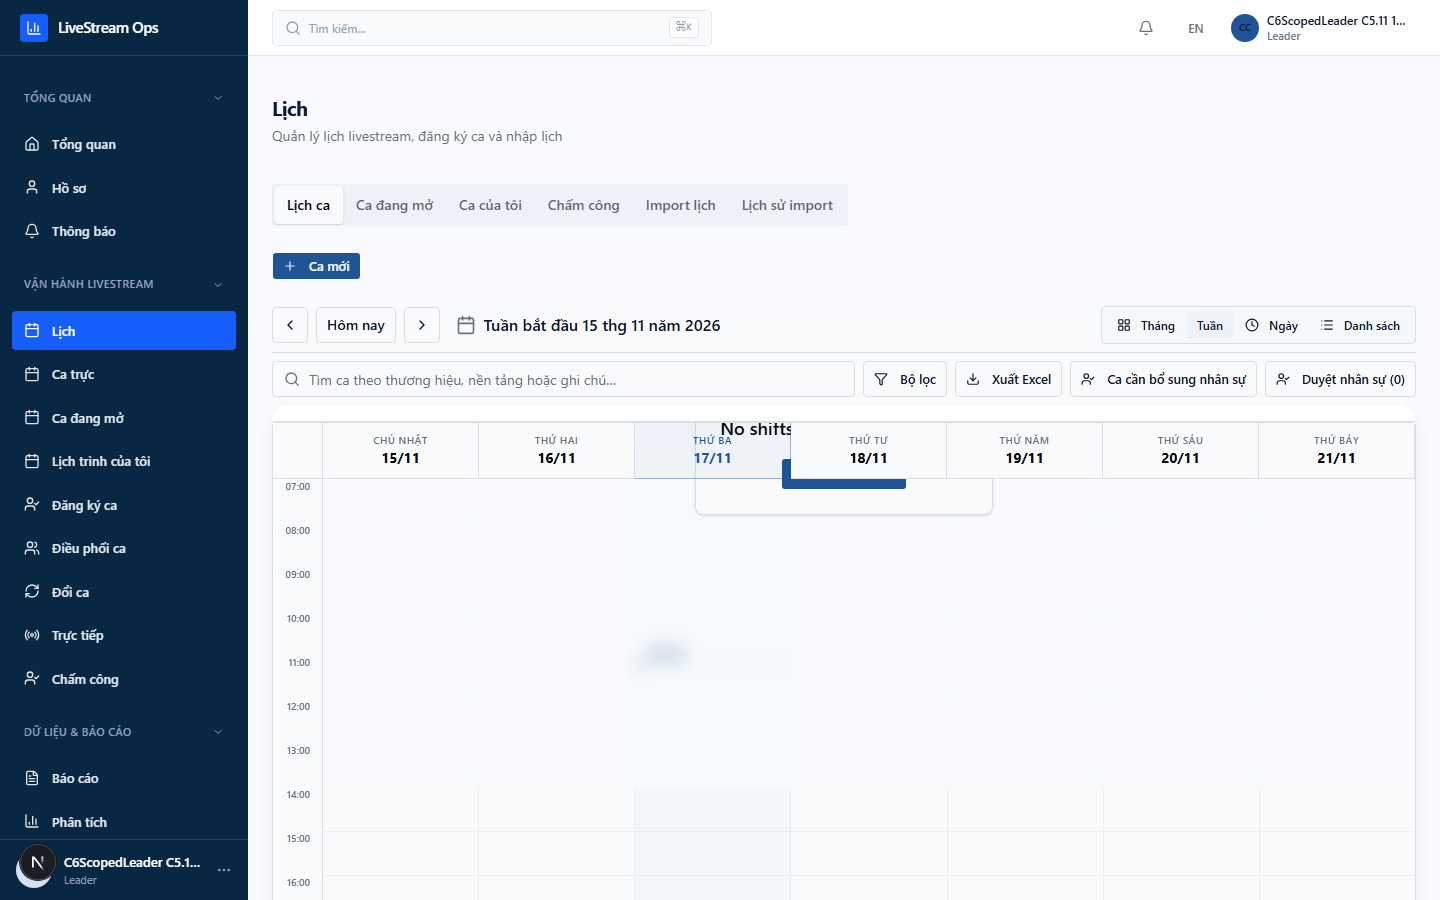 LiveStream Ops
Tìm kiếm...
⌘K
EN
CC
C6ScopedLeader C5.11 1...
Leader
TỔNG QUAN
Tổng quan
Hồ sơ
Thông báo
VẬN HÀNH LIVESTREAM
Lịch
Ca trực
Ca đang mở
Lịch trình của tôi
Đăng ký ca
Điều phối ca
Đổi ca
Trực tiếp
Chấm công
DỮ LIỆU & BÁO CÁO
Báo cáo
Phân tích
N
C6ScopedLeader C5.1...
Leader
Lịch
Quản lý lịch livestream, đăng ký ca và nhập lịch
Lịch ca
Ca đang mở
Ca của tôi
Chấm công
Import lịch
Lịch sử import
Ca mới
Hôm nay
Tuần bắt đầu 15 thg 11 năm 2026
Tháng
Tuần
Ngày
Danh sách
Tìm ca theo thương hiệu, nền tảng hoặc ghi chú...
Bộ lọc
Xuất Excel
Ca cần bổ sung nhân sự
Duyệt nhân sự (0)
No shifts
CHỦ NHẬT
15/11
THỨ HAI
16/11
THỨ BA
17/11
THỨ TƯ
18/11
THỨ NĂM
19/11
THỨ SÁU
20/11
THỨ BẢY
21/11
07:00
08:00
09:00
10:00
11:00
12:00
13:00
14:00
15:00
16:00